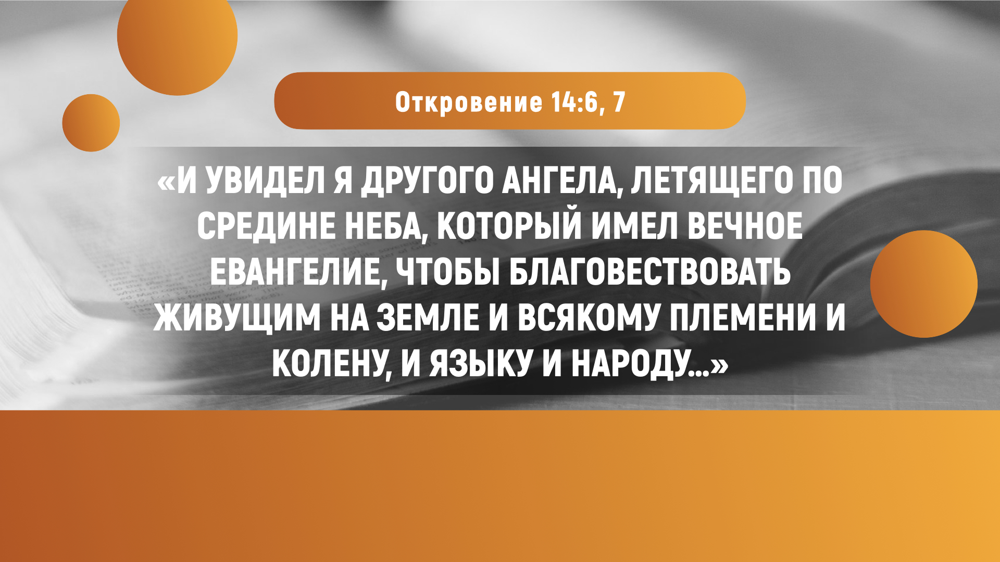 Откровение 14:6, 7
«И УВИДЕЛ Я ДРУГОГО АНГЕЛА, ЛЕТЯЩЕГО ПО
СРЕДИНЕ НЕБА, КОТОРЫЙ ИМЕЛ ВЕЧНОЕ
ЕВАНГЕЛИЕ, ЧТОБЫ БЛАГОВЕСТВОВАТЬ
ЖИВУЩИМ НА ЗЕМЛЕ И ВСЯКОМУ ПЛЕМЕНИ И
КОЛЕНУ, И ЯЗЫКУ И НАРОДУ...»